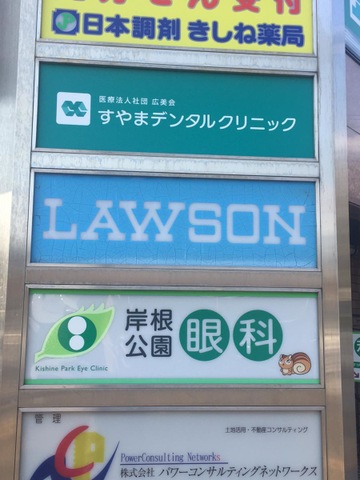 日本調剤 きしね薬局
医療法人社団 広美会
すやまデンタルクリニック
LAWSON
岸根
公園
眼科
Kishine Park Eye Clinic
管理
土地活用・不動産コンサルティング
PowerConsulting Networks
株式会社 パワーコンサルティングネットワークス